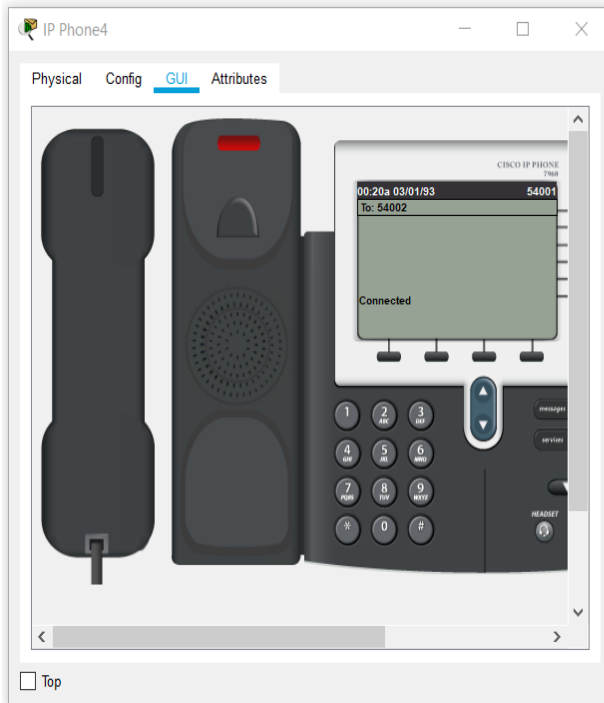 IP Phone4
Physical Config GUI Attributes
CISCO IP PHONE
7960
00:20a 03/01/93 54001
To: 54002
Connected
1 2 ABC 3 DEF
4 GHI 5 JKL 6 MNO
7 PQRS 8 TUV 9 WXYZ
* 0 #
messages
services
HEADSET
Top